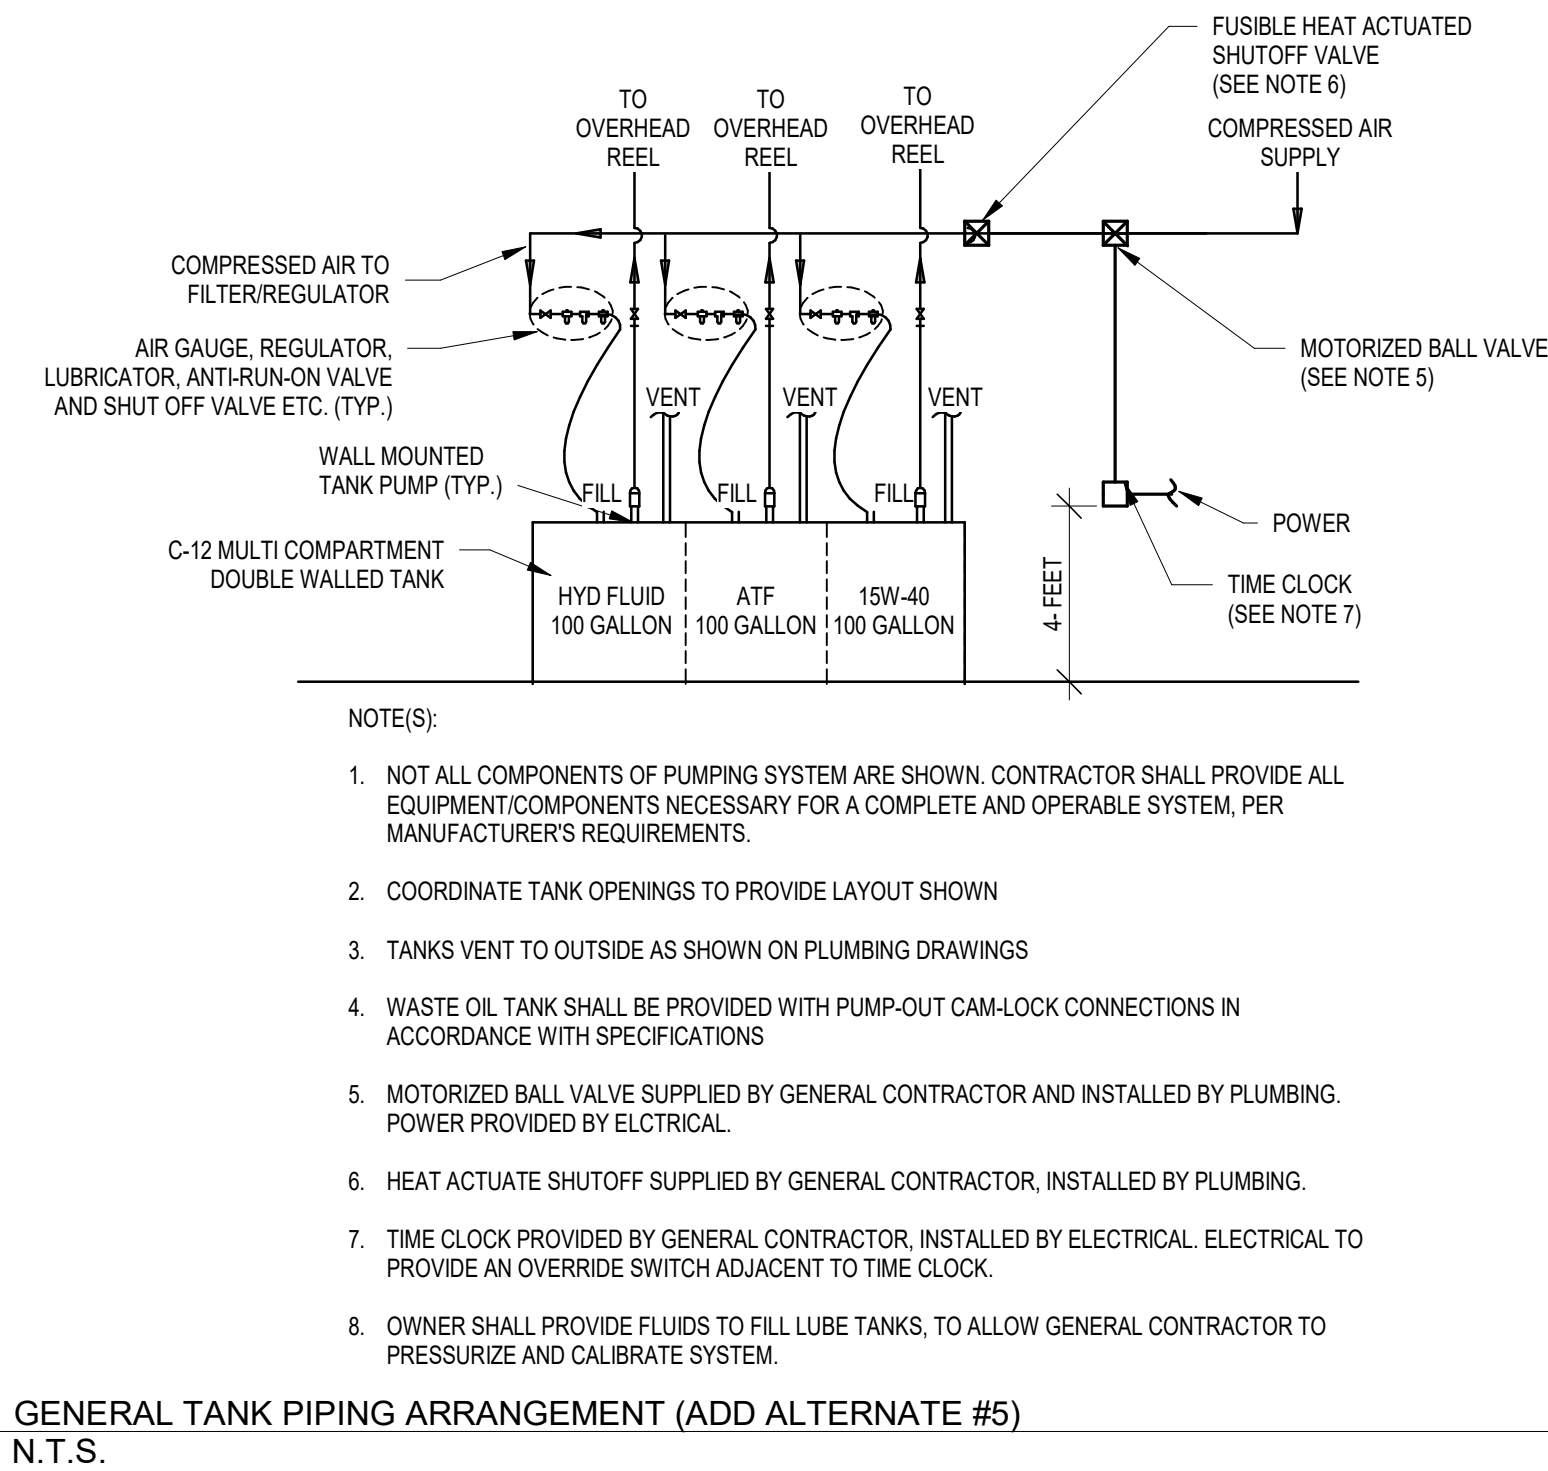 FUSIBLE HEAT ACTUATED
SHUTOFF VALVE
(SEE NOTE 6)
TO
OVERHEAD
REEL
TO
OVERHEAD
REEL
TO
OVERHEAD
REEL
COMPRESSED AIR
SUPPLY
COMPRESSED AIR TO
FILTER/REGULATOR
AIR GAUGE, REGULATOR,
LUBRICATOR, ANTI-RUN-ON VALVE
AND SHUT OFF VALVE ETC. (TYP.)
MOTORIZED BALL VALVE
(SEE NOTE 5)
VENT
VENT
VENT
WALL MOUNTED
TANK PUMP (TYP.)
FILL
FILL
FILL
POWER
C-12 MULTI COMPARTMENT
DOUBLE WALLED TANK
HYD FLUID
100 GALLON
ATF
100 GALLON
15W-40
100 GALLON
4- FEET
TIME CLOCK
(SEE NOTE 7)
NOTE(S):
1. NOT ALL COMPONENTS OF PUMPING SYSTEM ARE SHOWN. CONTRACTOR SHALL PROVIDE ALL
EQUIPMENT/COMPONENTS NECESSARY FOR A COMPLETE AND OPERABLE SYSTEM, PER
MANUFACTURER'S REQUIREMENTS.
2. COORDINATE TANK OPENINGS TO PROVIDE LAYOUT SHOWN
3. TANKS VENT TO OUTSIDE AS SHOWN ON PLUMBING DRAWINGS
4. WASTE OIL TANK SHALL BE PROVIDED WITH PUMP-OUT CAM-LOCK CONNECTIONS IN
ACCORDANCE WITH SPECIFICATIONS
5. MOTORIZED BALL VALVE SUPPLIED BY GENERAL CONTRACTOR AND INSTALLED BY PLUMBING.
POWER PROVIDED BY ELCTRICAL.
6. HEAT ACTUATE SHUTOFF SUPPLIED BY GENERAL CONTRACTOR, INSTALLED BY PLUMBING.
7. TIME CLOCK PROVIDED BY GENERAL CONTRACTOR, INSTALLED BY ELECTRICAL. ELECTRICAL TO
PROVIDE AN OVERRIDE SWITCH ADJACENT TO TIME CLOCK.
8. OWNER SHALL PROVIDE FLUIDS TO FILL LUBE TANKS, TO ALLOW GENERAL CONTRACTOR TO
PRESSURIZE AND CALIBRATE SYSTEM.
GENERAL TANK PIPING ARRANGEMENT (ADD ALTERNATE #5)
N.T.S.